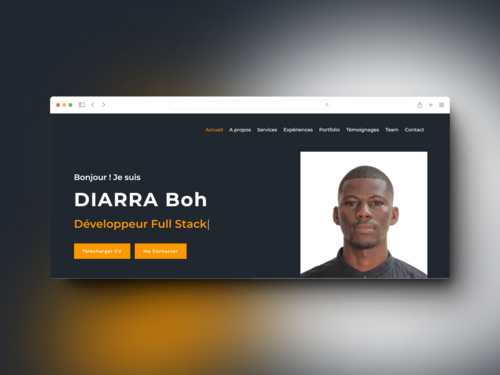 Accueil A propos Services Expériences Portfolio Témoignages Team Contact
Bonjour ! Je suis
DIARRA Boh
Développeur Full Stack|
Telecharger CV Me Contacter